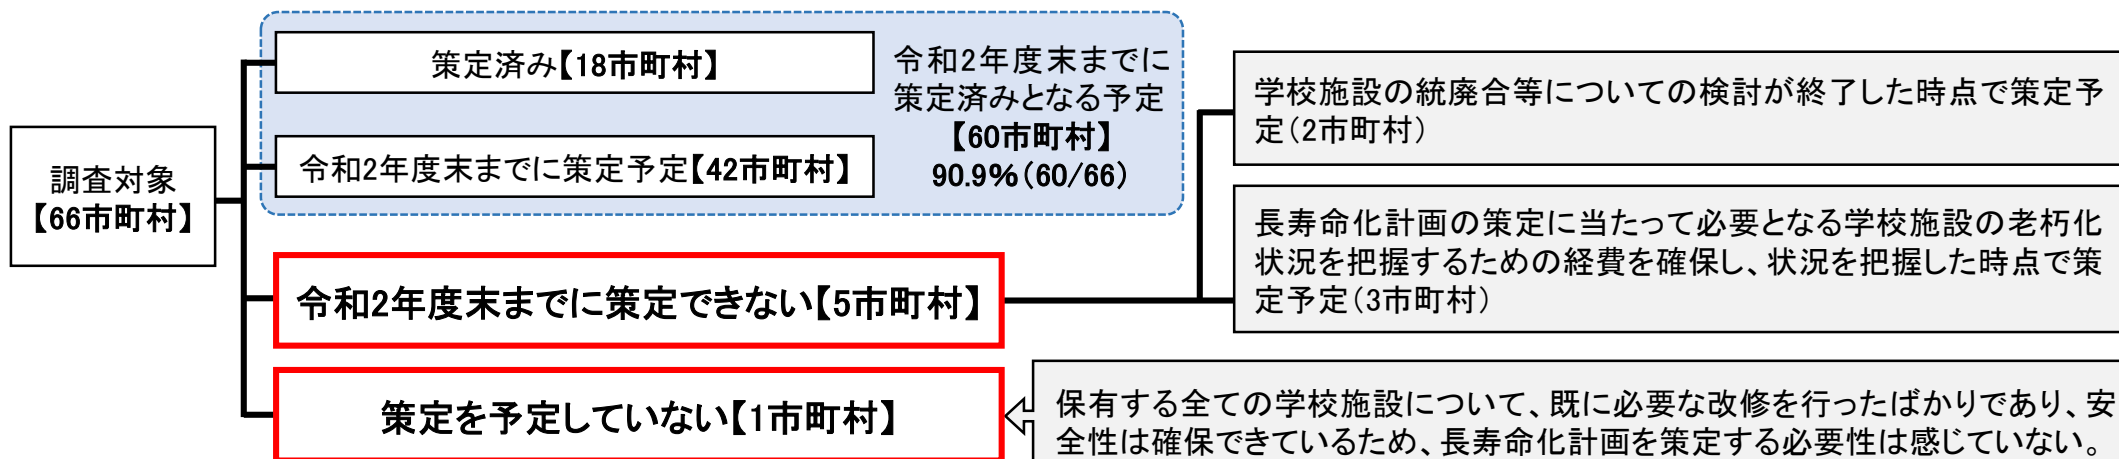 調査対象
【66市町村】
策定済み【18市町村】
令和2年度末までに策定予定【42市町村】
令和2年度末までに
策定済みとなる予定
【60市町村】
90.9%(60/66)
令和2年度末までに策定できない【5市町村】
学校施設の統廃合等についての検討が終了した時点で策定予
定(2市町村)
長寿命化計画の策定に当たって必要となる学校施設の老朽化
状況を把握するための経費を確保し、状況を把握した時点で策
定予定(3市町村)
策定を予定していない【1市町村】
保有する全ての学校施設について、既に必要な改修を行ったばかりであり、安
全性は確保できているため、長寿命化計画を策定する必要性は感じていない。